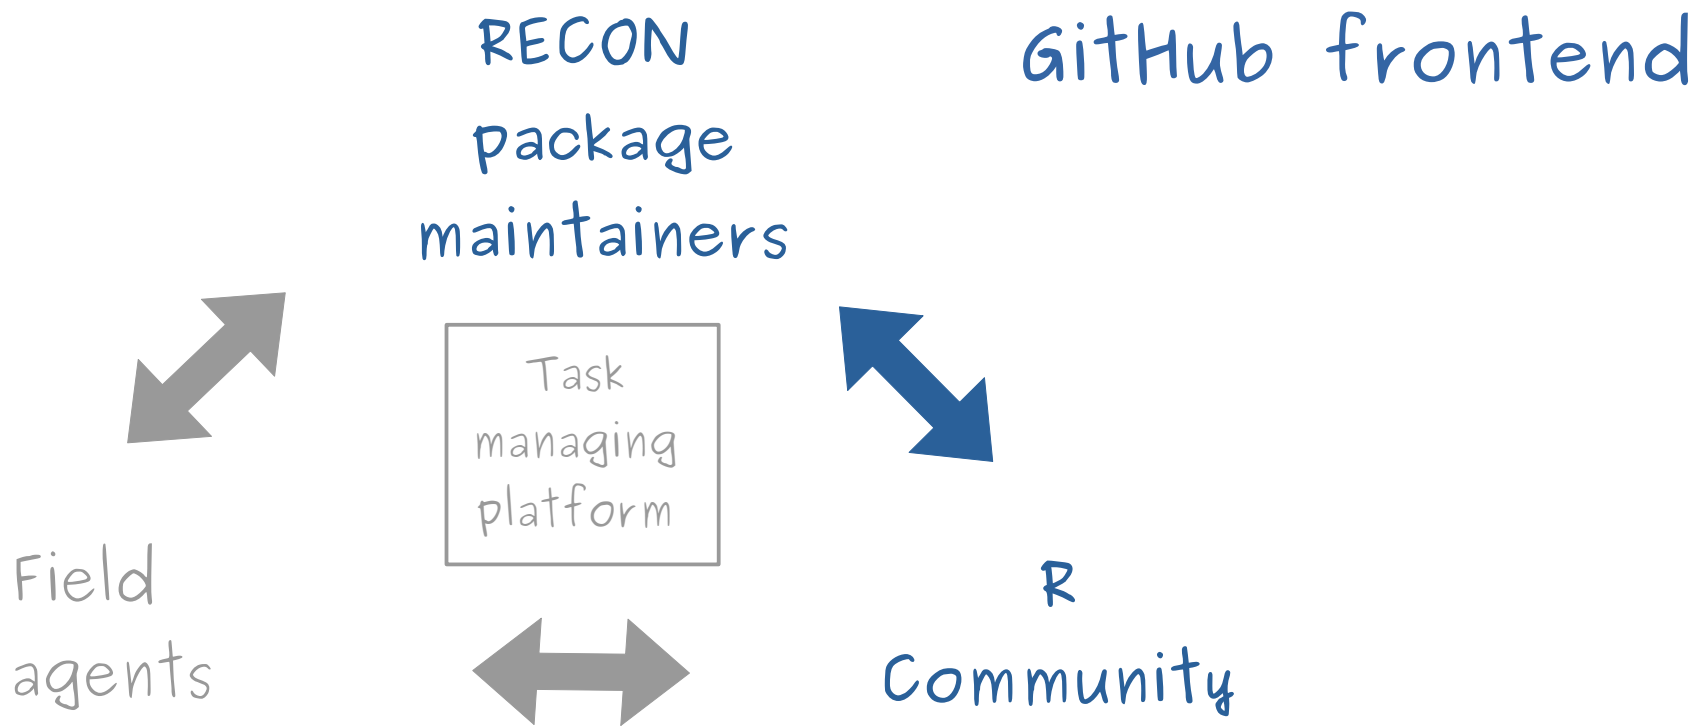 RECON
package
maintainers
GitHub frontend
Task
managing
platform
Field
agents
R
Community